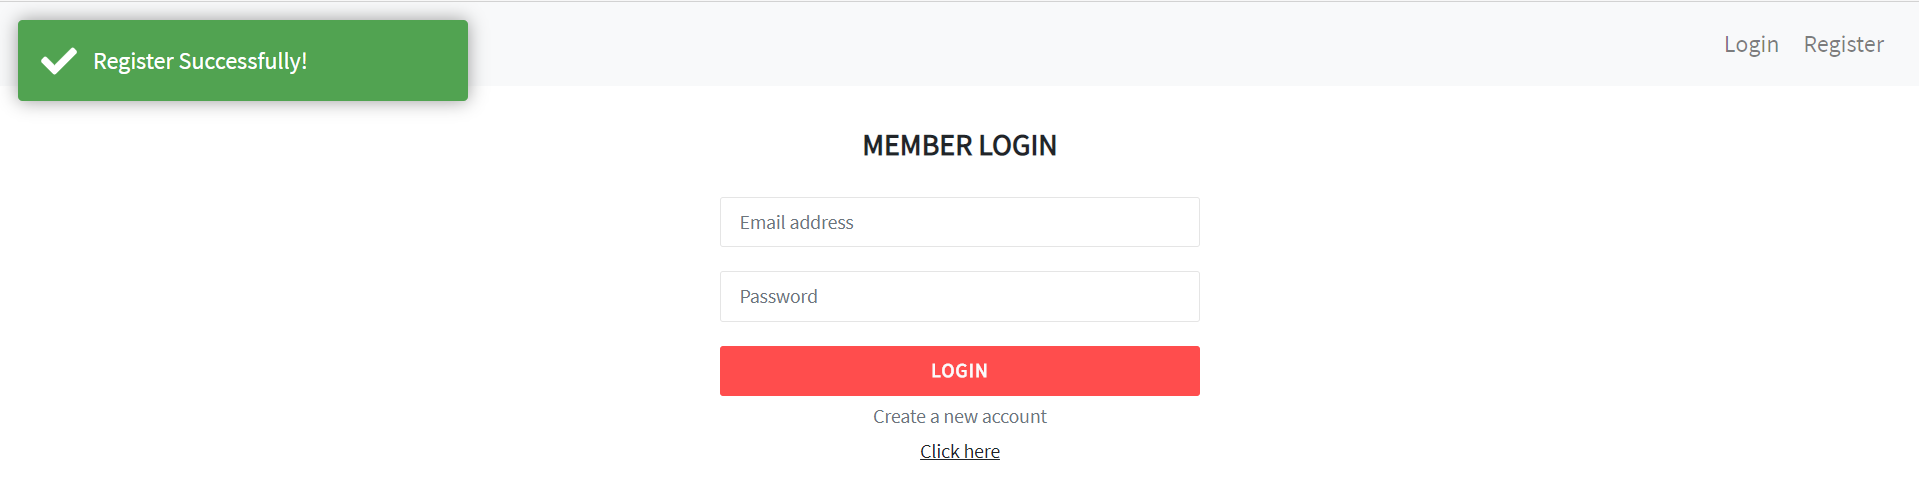 Register Successfully!
Login
Register
MEMBER LOGIN
Email address
Password
LOGIN
Create a new account
Click here